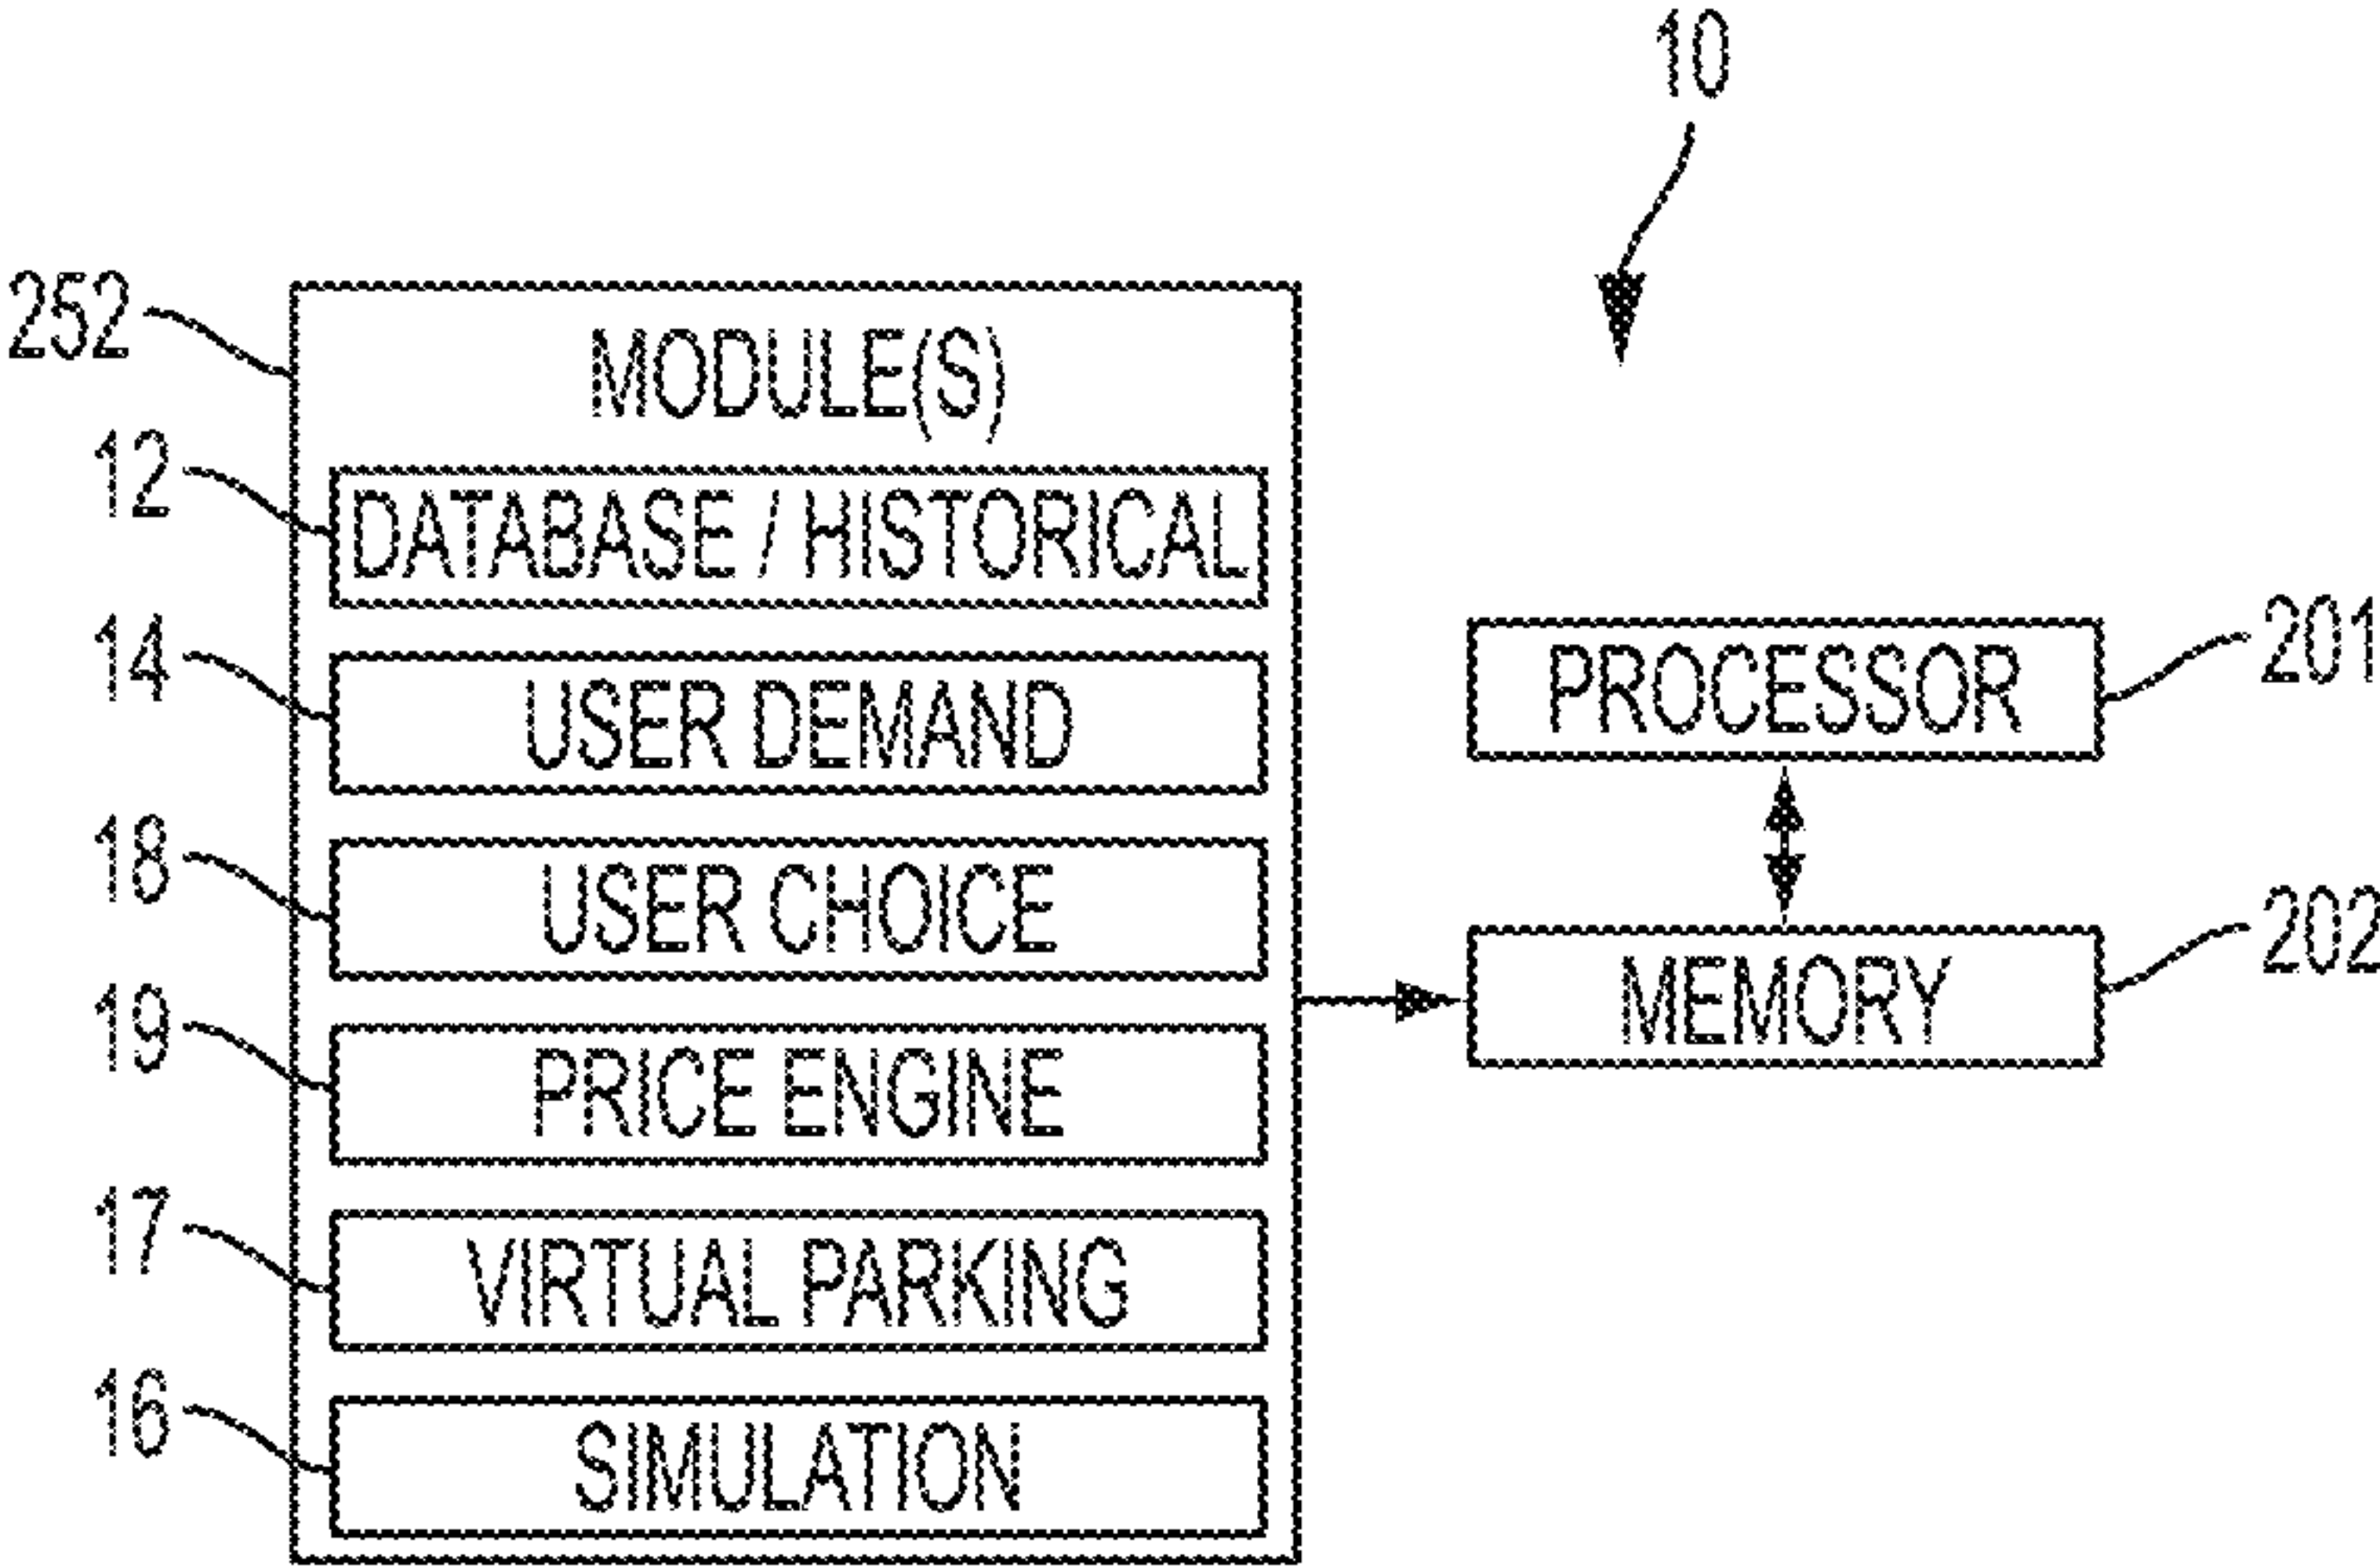 10
252
MODULE(S)
12
DATABASE / HISTORICAL
14
USER DEMAND
18
USER CHOICE
19
PRICE ENGINE
17
VIRTUAL PARKING
16
SIMULATION
PROCESSOR
201
MEMORY
202